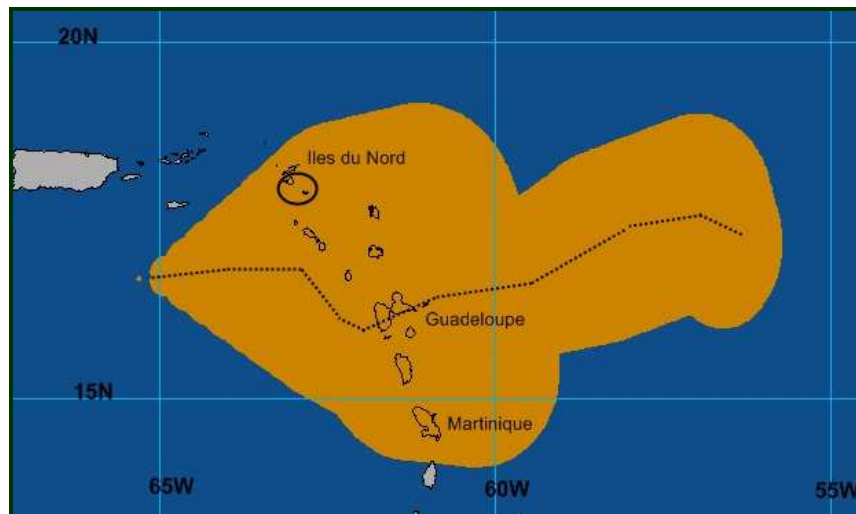 20N
Iles du Nord
Guadeloupe
15N
Martinique
65W
60W
55W